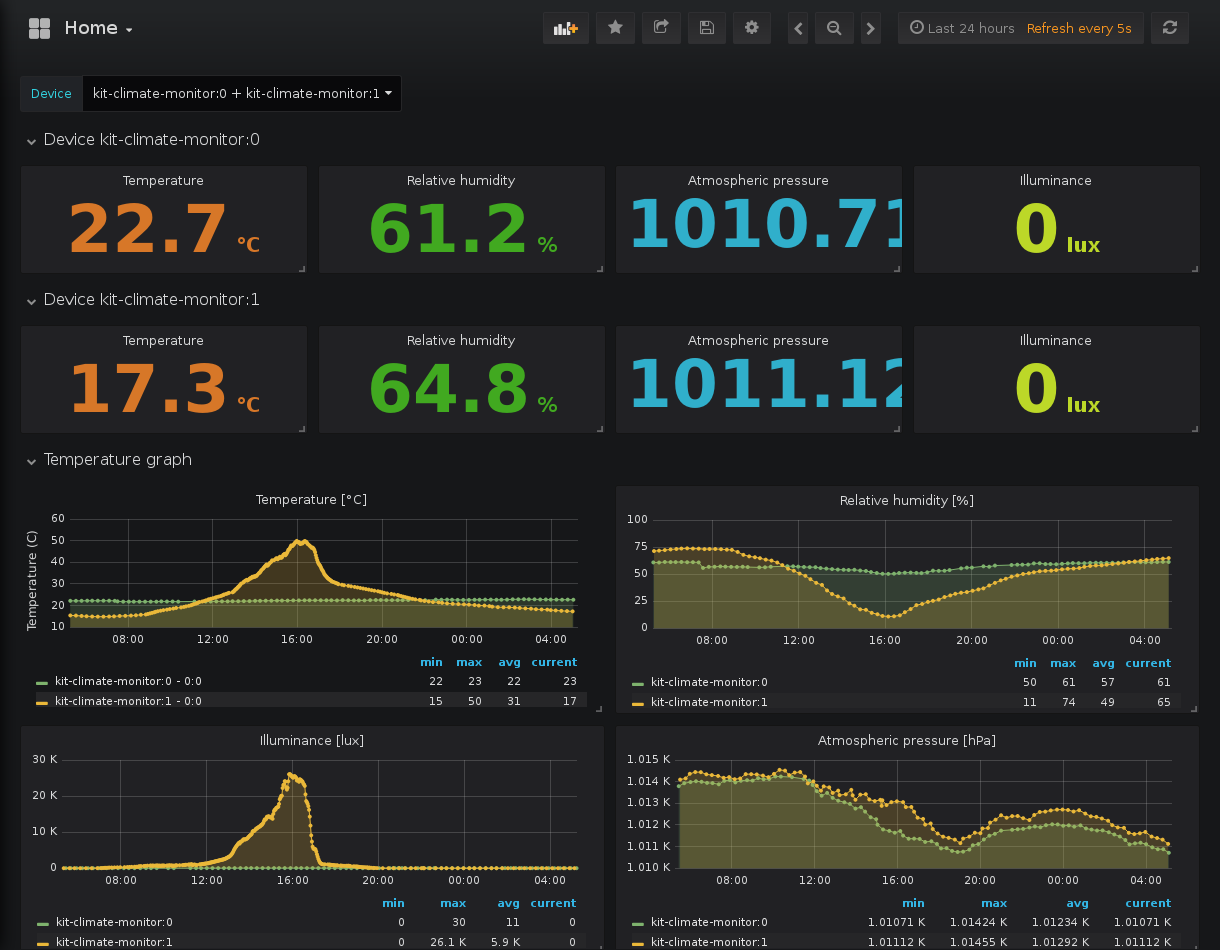 Home
Last 24 hours Refresh every 5s
Device kit-climate-monitor:0 + kit-climate-monitor:1
Device kit-climate-monitor:0
Temperature Relative humidity Atmospheric pressure Illuminance
22.7 °C 61.2 % 1010.71 0 lux
Device kit-climate-monitor:1
Temperature Relative humidity Atmospheric pressure Illuminance
17.3 °C 64.8 % 1011.12 0 lux
Temperature graph
Temperature [°C]
Temperature (C)
60
50
40
30
20
10
08:00 12:00 16:00 20:00 00:00 04:00
min max avg current
kit-climate-monitor:0 - 0:0 22 23 22 23
kit-climate-monitor:1 - 0:0 15 50 31 17
Relative humidity [%]
100
75
50
25
0
08:00 12:00 16:00 20:00 00:00 04:00
min max avg current
kit-climate-monitor:0 50 61 57 61
kit-climate-monitor:1 11 74 49 65
Illuminance [lux]
30 K
20 K
10 K
0
08:00 12:00 16:00 20:00 00:00 04:00
min max avg current
kit-climate-monitor:0 0 30 11 0
kit-climate-monitor:1 0 26.1 K 5.9 K 0
Atmospheric pressure [hPa]
1.015 K
1.014 K
1.013 K
1.012 K
1.011 K
1.010 K
08:00 12:00 16:00 20:00 00:00 04:00
min max avg current
kit-climate-monitor:0 1.01071 K 1.01424 K 1.01234 K 1.01071 K
kit-climate-monitor:1 1.01112 K 1.01455 K 1.01292 K 1.01112 K